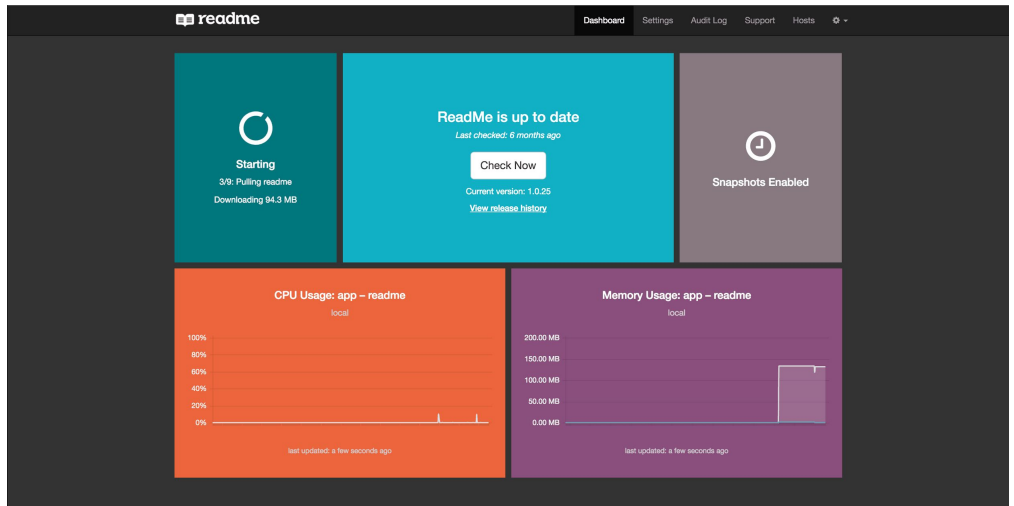 readme
Dashboard Settings Audit Log Support Hosts
Starting
3/9: Pulling readme
Downloading 94.3 MB
ReadMe is up to date
Last checked: 6 months ago
Check Now
Current version: 1.0.25
View release history
Snapshots Enabled
CPU Usage: app – readme
local
100%
80%
60%
40%
20%
0%
last updated: a few seconds ago
Memory Usage: app – readme
local
200.00 MB
150.00 MB
100.00 MB
50.00 MB
0.00 MB
last updated: a few seconds ago